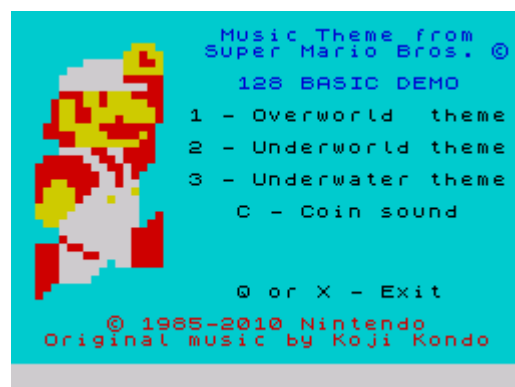 Music Theme from
Super Mario Bros. ©
128 BASIC DEMO
1 - Overworld theme
2 - Underworld theme
3 - Underwater theme
C - Coin sound
Q or X - Exit
© 1985-2010 Nintendo
Original music by Koji Kondo